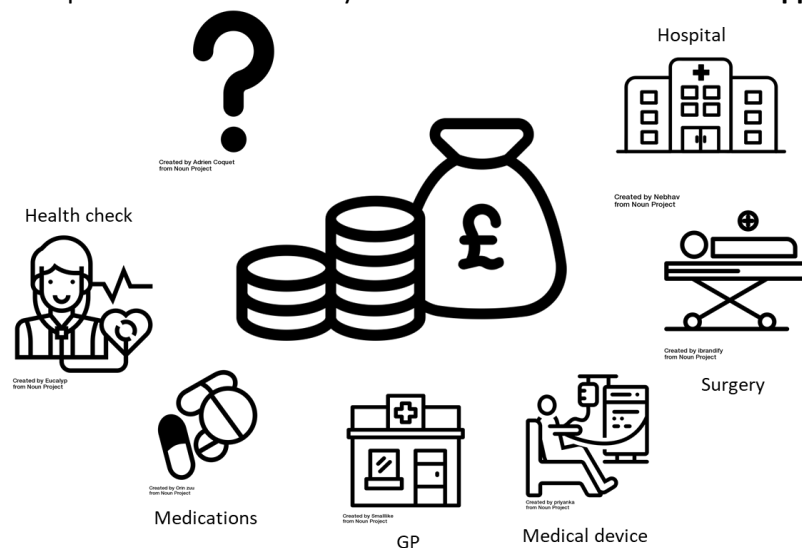 Hospital
Created by Adrien Coquet
from Noun Project
£
Created by Nebhav
from Noun Project
Health check
Created by Eucalyp
from Noun Project
Created by ibrandify
from Noun Project
Surgery
Created by Orin zuu
from Noun Project
Medications
Created by Smalllike
from Noun Project
GP
Created by priyanka
from Noun Project
Medical device